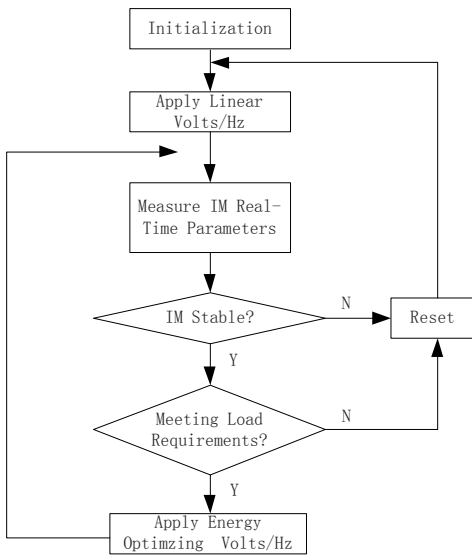 Initialization
Apply Linear
Volts/Hz
Measure IM Real-
Time Parameters
IM Stable?
N
Reset
Y
Meeting Load
Requirements?
N
Y
Apply Energy
Optimzing Volts/Hz